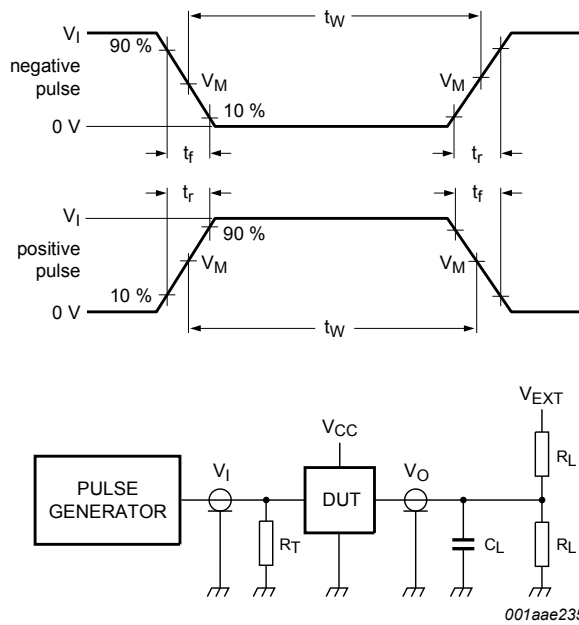 V_I
90 %
negative
pulse
0 V
t_W
V_M
10 %
V_M
t_f
t_r
t_r
t_f
V_I
positive
pulse
90 %
V_M
V_M
10 %
0 V
t_W
PULSE
GENERATOR
V_I
R_T
V_CC
DUT
V_O
C_L
V_EXT
R_L
R_L
001aae235